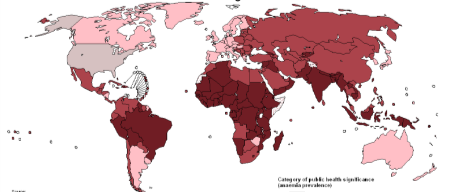 Category of public health significance
(anaemia prevalence)